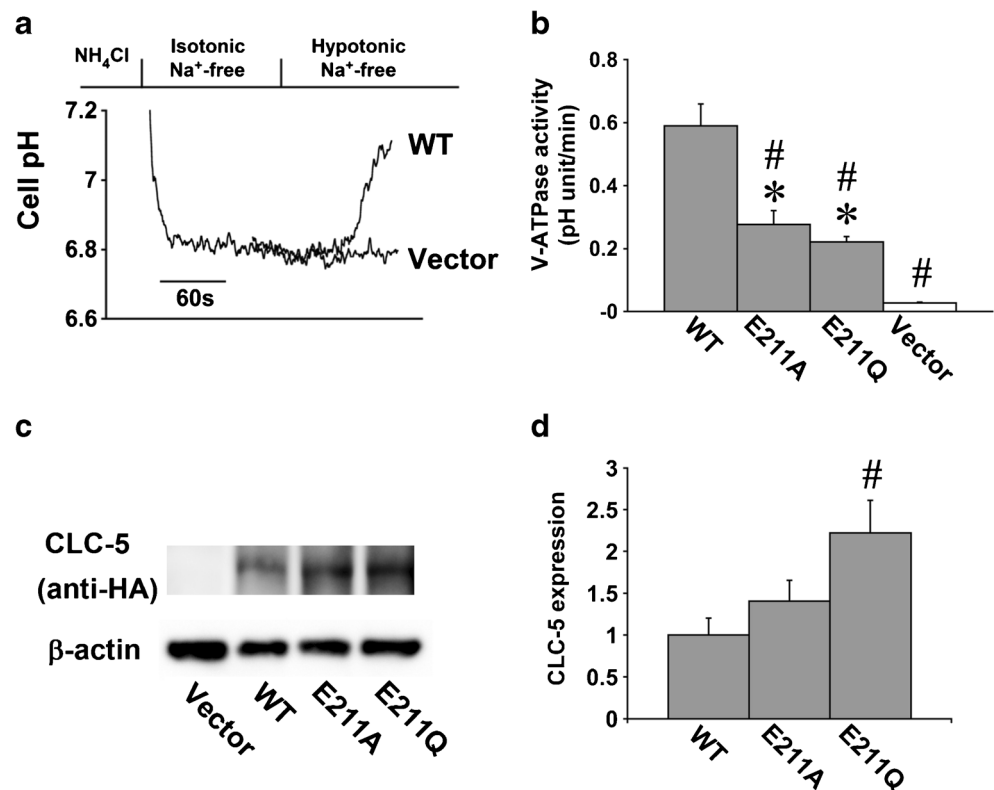 a
NH₄Cl
Isotonic
Na⁺-free
Hypotonic
Na⁺-free
Cell pH
7.2
7
6.8
6.6
WT
Vector
60s
b
V-ATPase activity
(pH unit/min)
0.8
0.6
0.4
0.2
-0
#
*
#
*
#
WT
E211A
E211Q
Vector
c
CLC-5
(anti-HA)
β-actin
Vector
WT
E211A
E211Q
d
CLC-5 expression
3
2.5
2
1.5
1
0.5
0
#
WT
E211A
E211Q